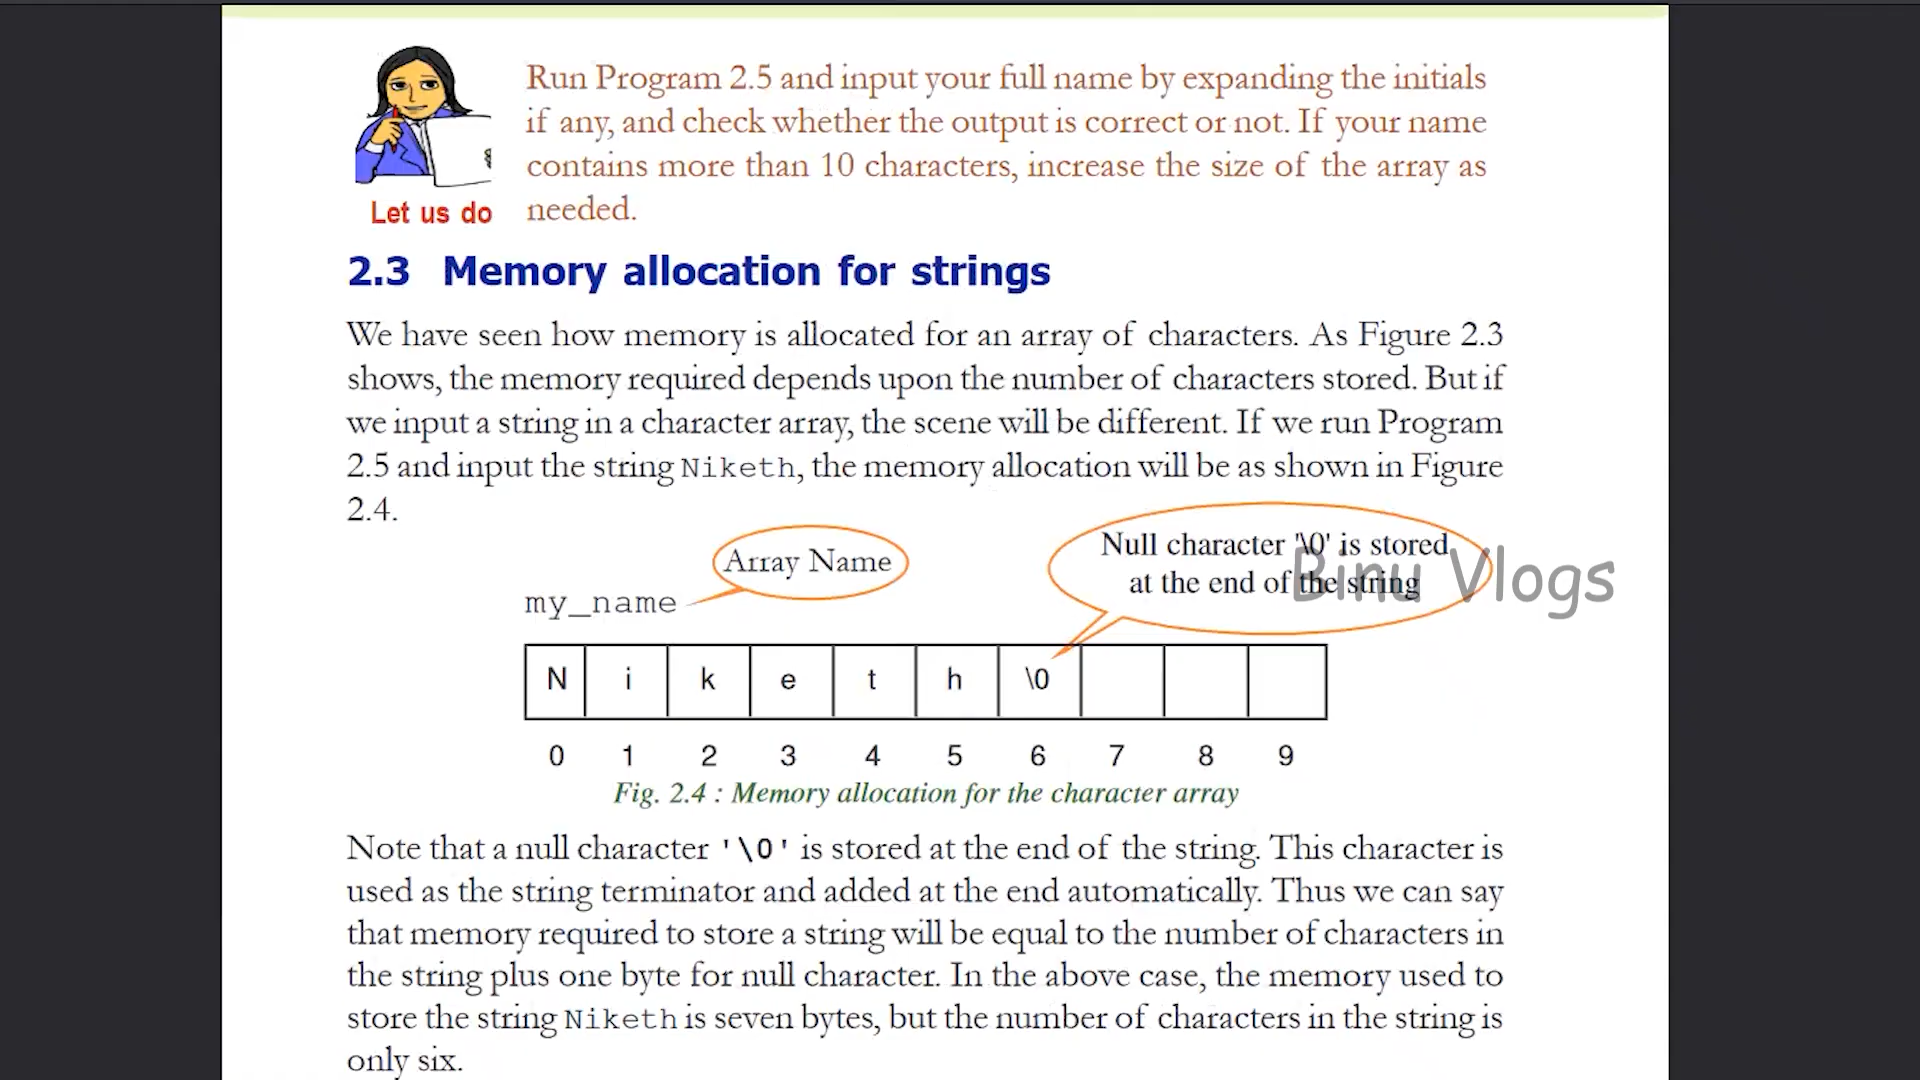 Run Program 2.5 and input your full name by expanding the initials
if any, and check whether the output is correct or not. If your name
contains more than 10 characters, increase the size of the array as
needed.
Let us do
2.3 Memory allocation for strings
We have seen how memory is allocated for an array of characters. As Figure 2.3
shows, the memory required depends upon the number of characters stored. But if
we input a string in a character array, the scene will be different. If we run Program
2.5 and input the string Niketh, the memory allocation will be as shown in Figure
2.4.
Array Name
Null character '\0' is stored
at the end of the string
Binu Vlogs
my_name
N i k e t h \0
0 1 2 3 4 5 6 7 8 9
Fig. 2.4 : Memory allocation for the character array
Note that a null character '\0' is stored at the end of the string. This character is
used as the string terminator and added at the end automatically. Thus we can say
that memory required to store a string will be equal to the number of characters in
the string plus one byte for null character. In the above case, the memory used to
store the string Niketh is seven bytes, but the number of characters in the string is
only six.